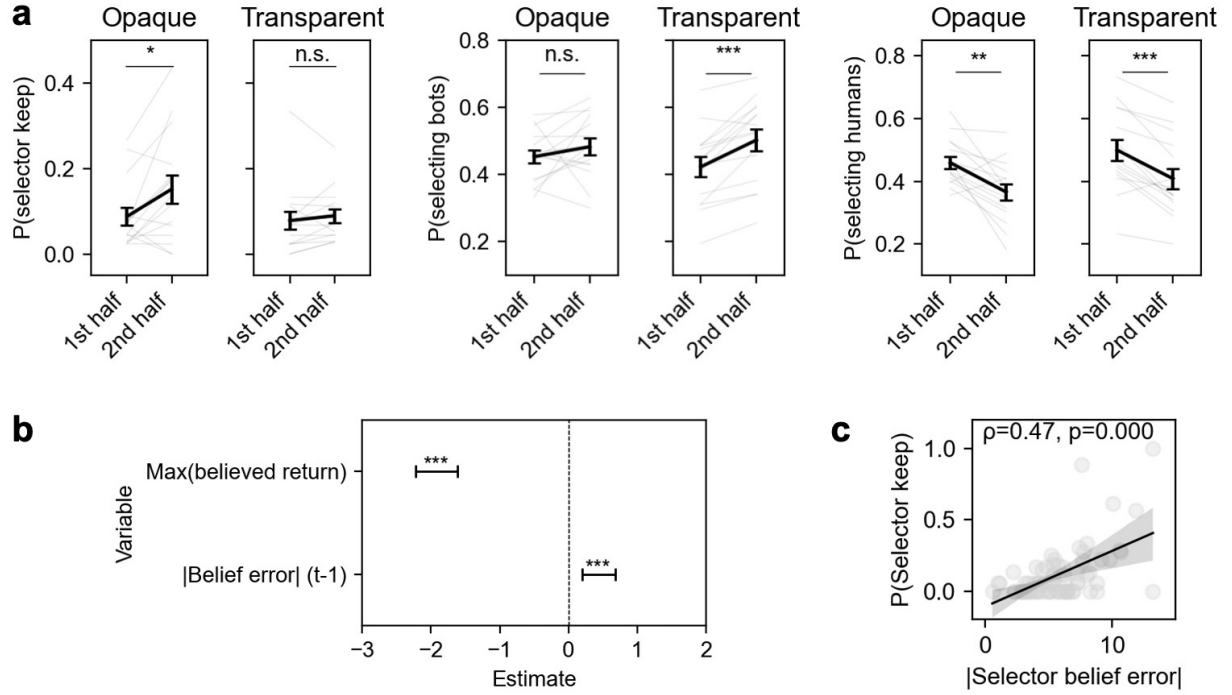 a
Opaque
Transparent
Opaque
Transparent
Opaque
Transparent
P(selector keep)
0.4
0.2
0.0
*
n.s.
1st half
2nd half
1st half
2nd half
P(selecting bots)
0.8
0.6
0.4
0.2
n.s.
***
1st half
2nd half
1st half
2nd half
P(selecting humans)
0.8
0.6
0.4
0.2
**
***
1st half
2nd half
1st half
2nd half
b
Variable
Max(believed return)
***
|Belief error| (t-1)
***
−3 −2 −1 0 1 2
Estimate
c
P(Selector keep)
1.0
0.5
0.0
ρ=0.47, p=0.000
0 10
|Selector belief error|